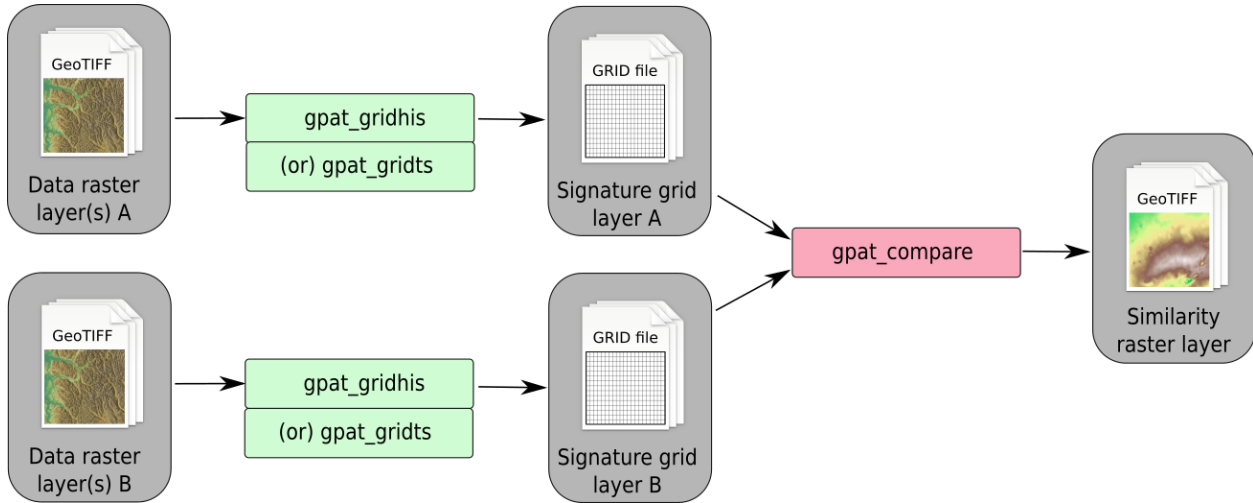 GeoTIFF
Data raster
layer(s) A
gpat_gridhis
(or) gpat_gridts
GRID file
Signature grid
layer A
GeoTIFF
Data raster
layer(s) B
gpat_gridhis
(or) gpat_gridts
GRID file
Signature grid
layer B
gpat_compare
GeoTIFF
Similarity
raster layer